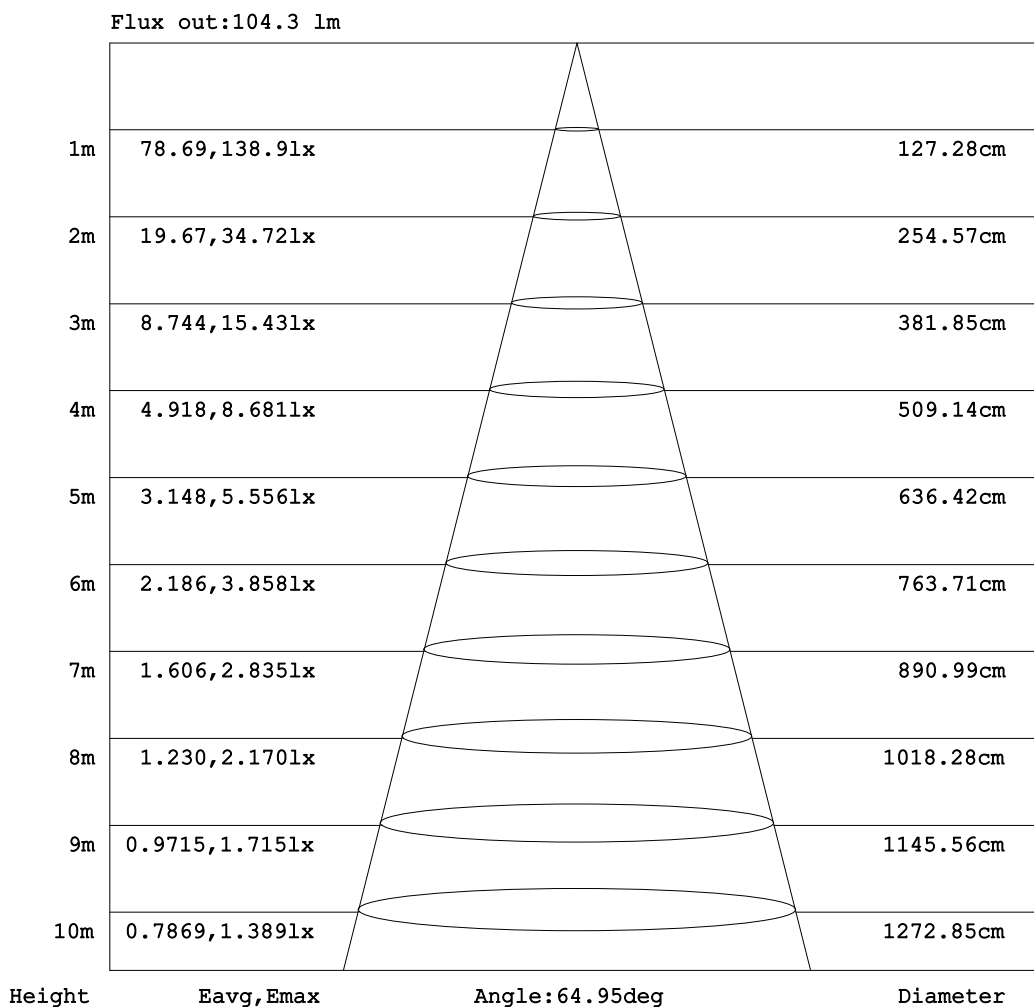 Flux out:104.3 lm
1m 78.69,138.9lx 127.28cm
2m 19.67,34.72lx 254.57cm
3m 8.744,15.43lx 381.85cm
4m 4.918,8.681lx 509.14cm
5m 3.148,5.556lx 636.42cm
6m 2.186,3.858lx 763.71cm
7m 1.606,2.835lx 890.99cm
8m 1.230,2.170lx 1018.28cm
9m 0.9715,1.715lx 1145.56cm
10m 0.7869,1.389lx 1272.85cm
Height Eavg,Emax Angle:64.95deg Diameter